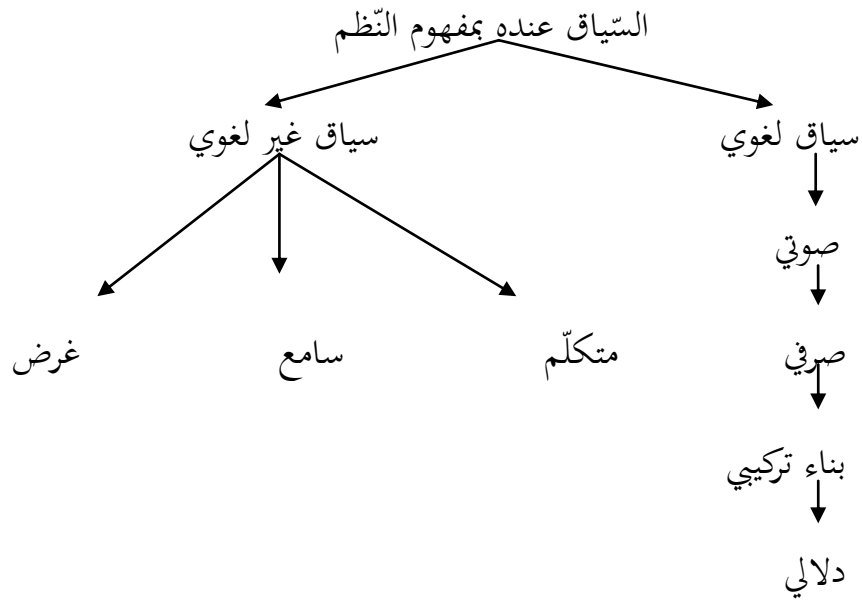 السّياق عنده بمفهوم النّظم
سياق لغوي
سياق غير لغوي
صوتي
صرفي
متكلّم
سامع
غرض
بناء تركيبي
دلالي